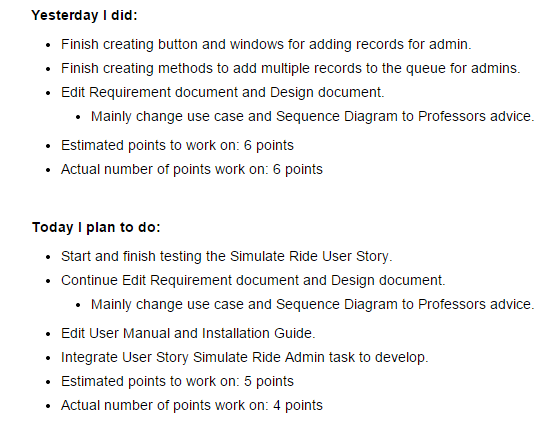 Yesterday I did:
Finish creating button and windows for adding records for admin.
Finish creating methods to add multiple records to the queue for admins.
Edit Requirement document and Design document.
Mainly change use case and Sequence Diagram to Professors advice.
Estimated points to work on: 6 points
Actual number of points work on: 6 points
Today I plan to do:
Start and finish testing the Simulate Ride User Story.
Continue Edit Requirement document and Design document.
Mainly change use case and Sequence Diagram to Professors advice.
Edit User Manual and Installation Guide.
Integrate User Story Simulate Ride Admin task to develop.
Estimated points to work on: 5 points
Actual number of points work on: 4 points